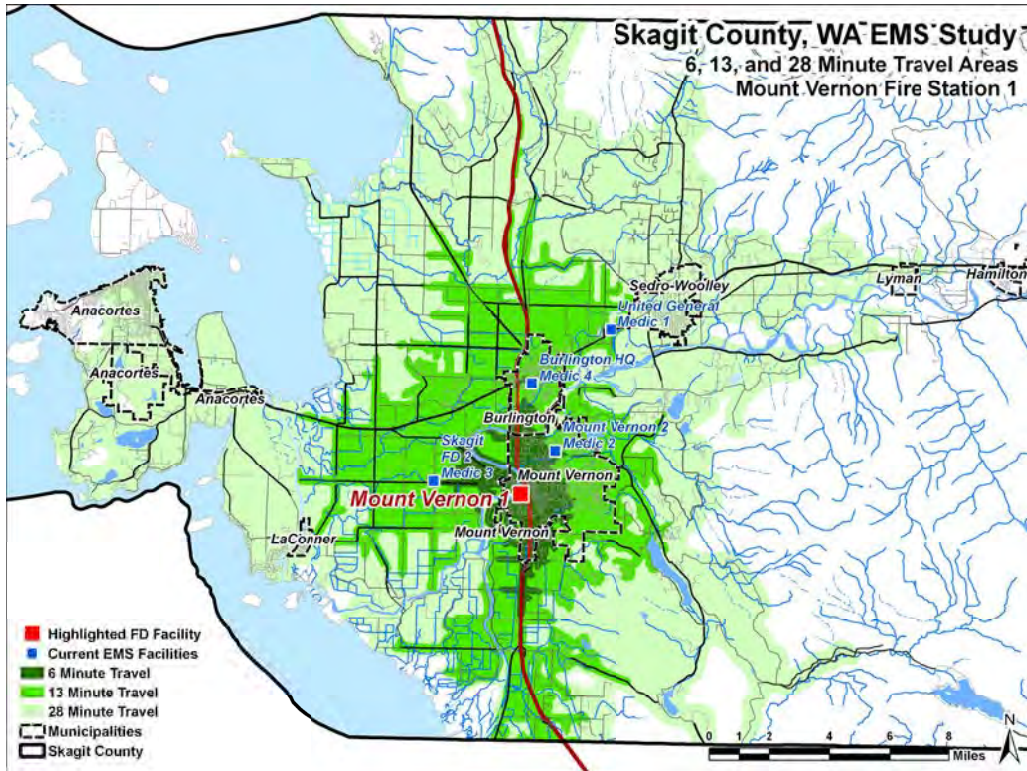 Skagit County, WA EMS Study
6, 13, and 28 Minute Travel Areas
Mount Vernon Fire Station 1
Sedro-Woolley
Lyman
Hamilton
United General
Medic 1
Anacortes
Anacortes
Anacortes
Burlington HQ
Medic 4
Burlington
Mount Vernon 2
Medic 2
Skagit
FD 2
Medic 3
Mount Vernon
Mount Vernon 1
Mount Vernon
LaConner
Highlighted FD Facility
Current EMS Facilities
6 Minute Travel
13 Minute Travel
28 Minute Travel
Municipalities
Skagit County
N
0 2 4 6 8
Miles